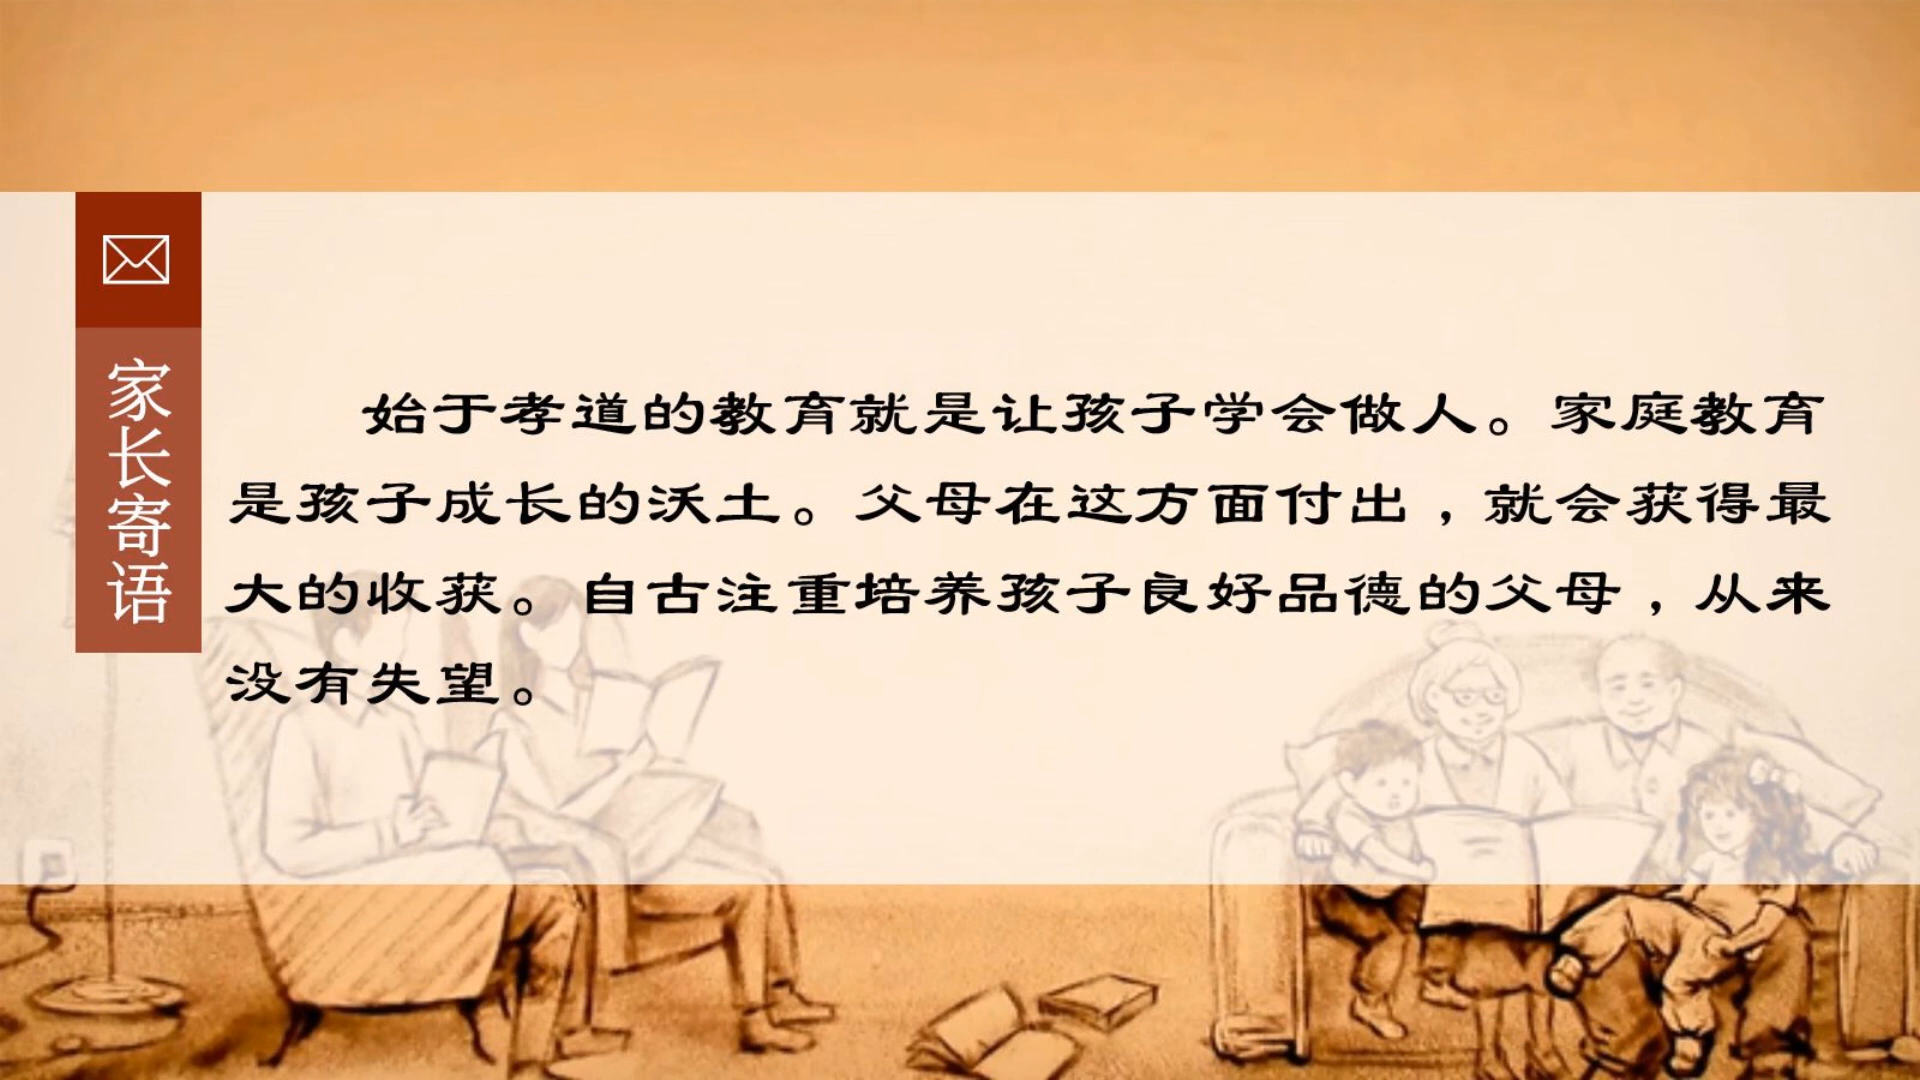 家长寄语
始于孝道的教育就是让孩子学会做人。家庭教育
是孩子成长的沃土。父母在这方面付出，就会获得最
大的收获。自古注重培养孩子良好品德的父母，从来
没有失望。